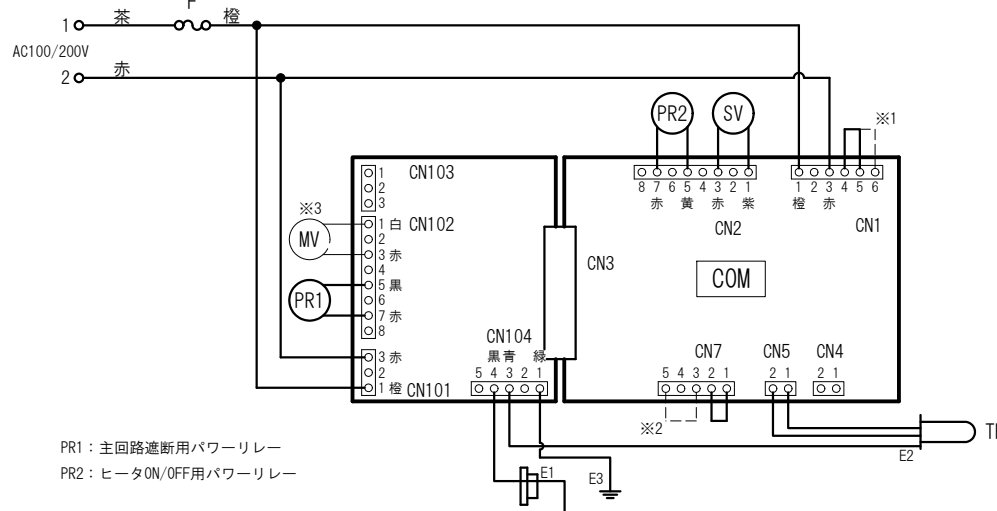 F
1 茶 橙
AC100/200V
2 赤
PR2 SV ※1
8 7 6 5 4 3 2 1
赤 黄 赤 紫
CN2
1 2 3 4 5 6
橙 赤
CN1
CN103
1
2
3
※3
MV
CN102
1 白
2
3 赤
4
PR1
5 黒
6
7 赤
8
CN3
COM
CN104
黒 青 緑
5 4 3 2 1
3 赤
2
1 橙 CN101
CN7
5 4 3 2 1
※2
CN5
2 1
CN4
2 1
E2
E1
E3
PR1：主回路遮断用パワーリレー
PR2：ヒータON/OFF用パワーリレー